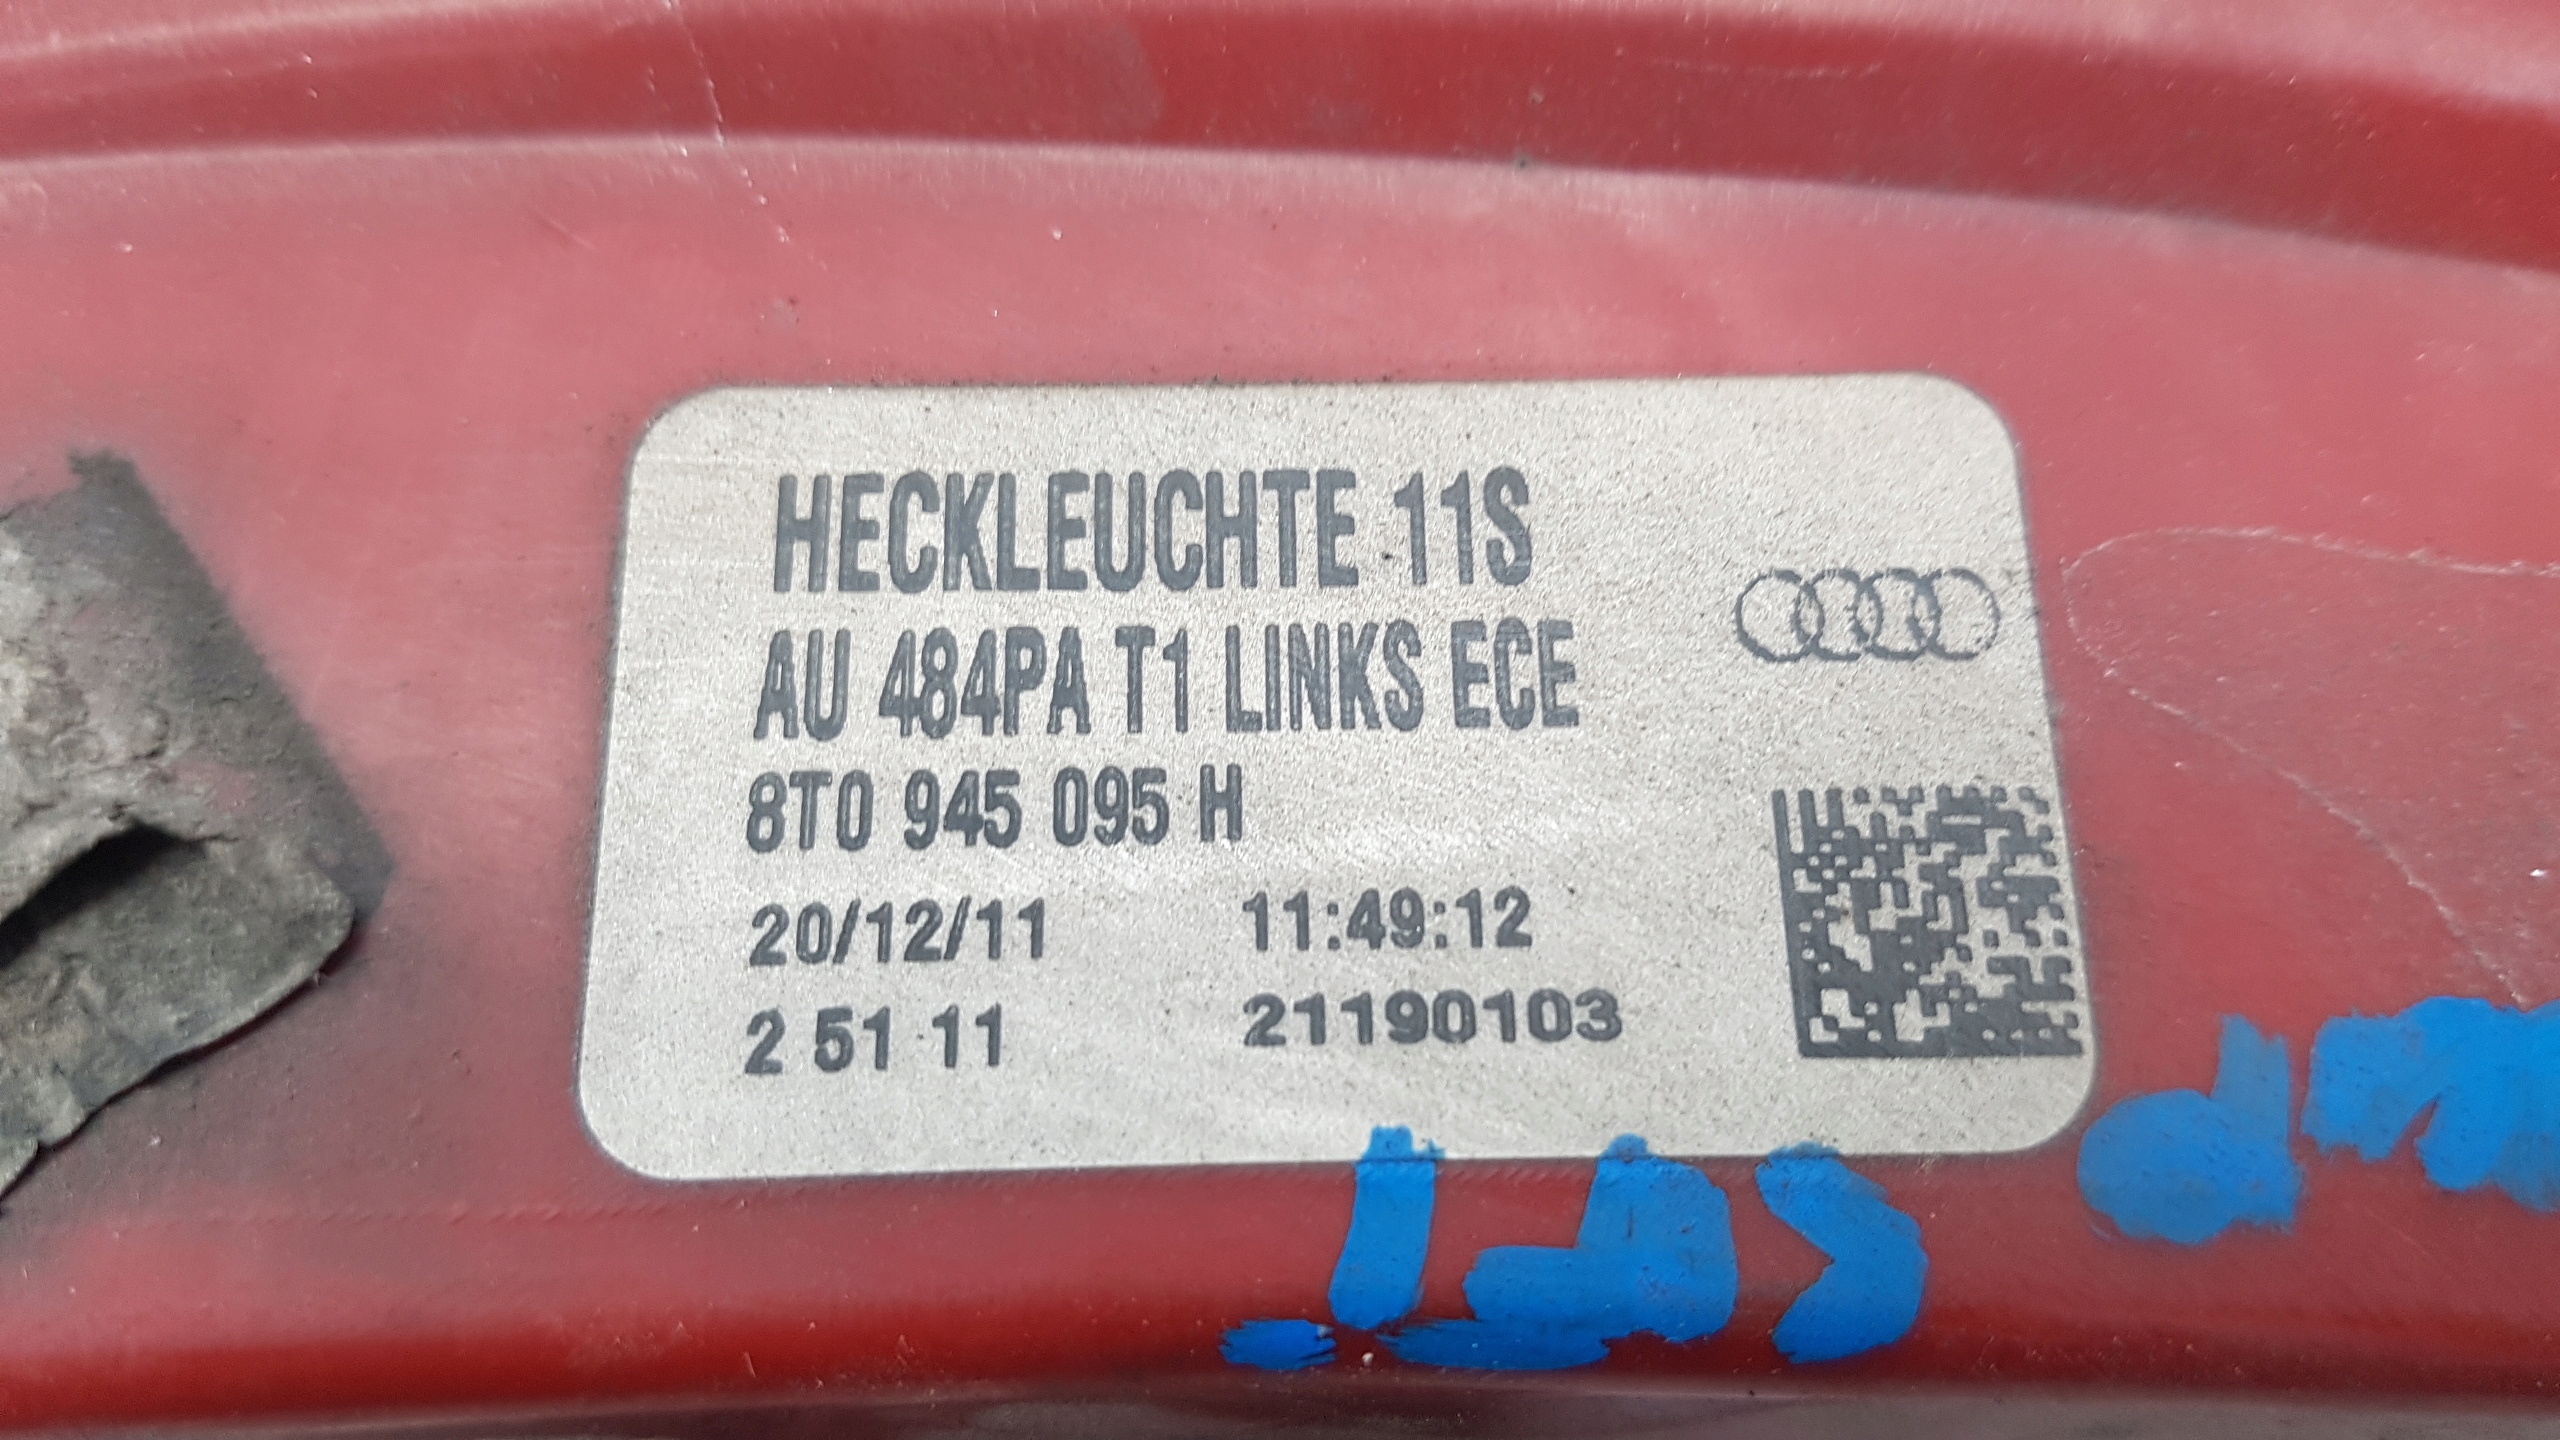 HECKLEUCHTE 11S
AU 484PA T1 LINKS ECE
8T0 945 095 H
20/12/11 11:49:12
2 51 11 21190103